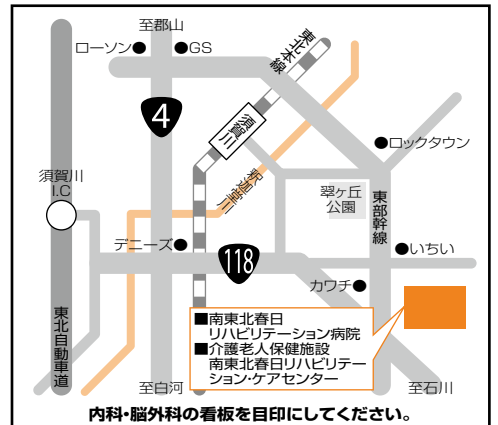 至郡山
ローソン●
●GS
東北本線
4
須賀川
●ロックタウン
須賀川
I.C
釈迦堂川
翠ヶ丘
公園
東部幹線
デニーズ●
118
●いちい
カワチ●
東北自動車道
■南東北春日
リハビリテーション病院
■介護老人保健施設
南東北春日リハビリテー
ション・ケアセンター
至白河
至石川
内科・脳外科の看板を目印にしてください。